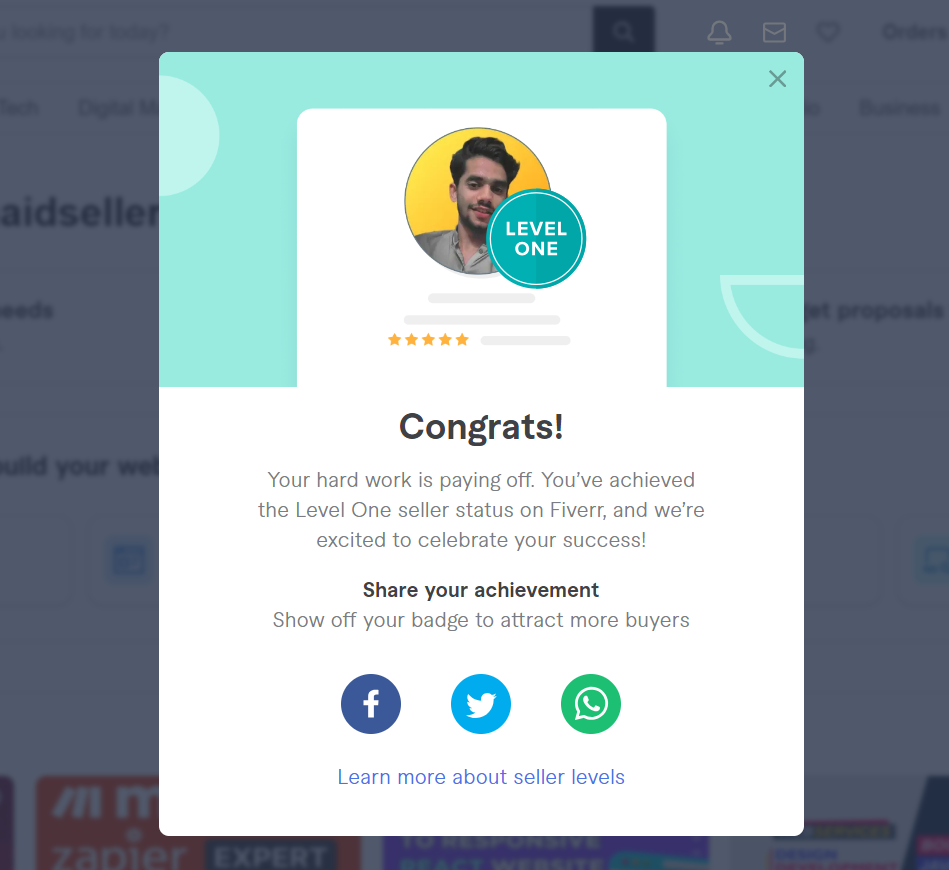 looking for today?
Orders
Tech
Digital M
Business
aidseller
LEVEL
ONE
eeds
et proposals
Congrats!
Your hard work is paying off. You’ve achieved
the Level One seller status on Fiverr, and we’re
excited to celebrate your success!
build your we
Share your achievement
Show off your badge to attract more buyers
Learn more about seller levels
zapier EXPERT
TO RESPONSIVE
REACT WEBSITE
DESIGN